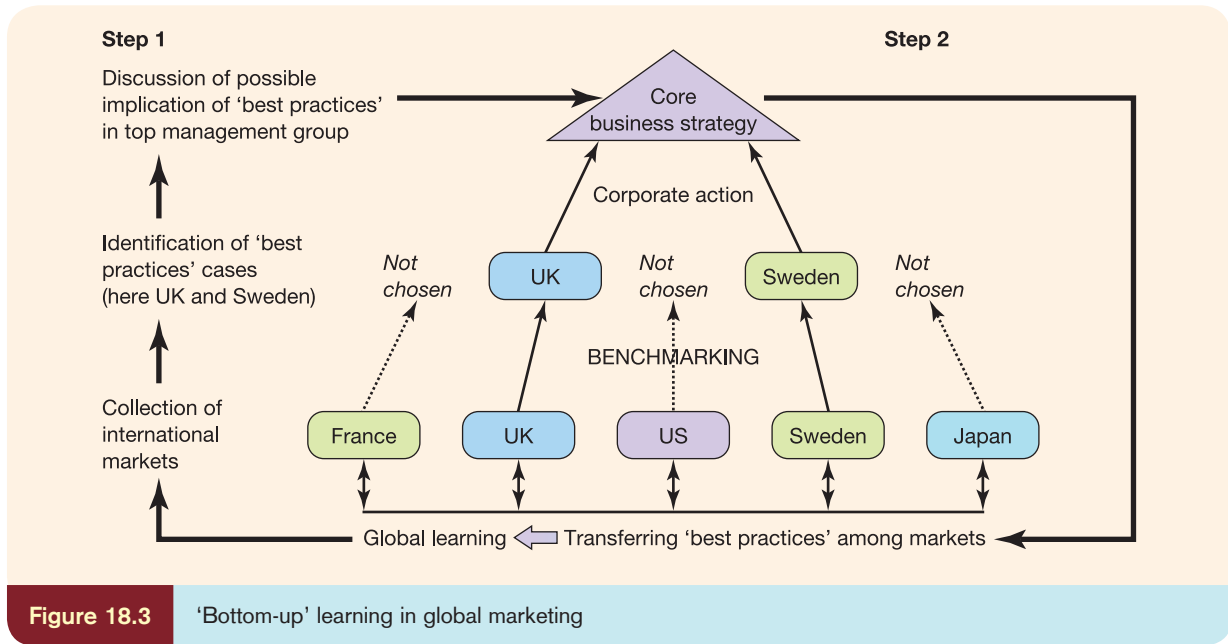 Step 1
Step 2
Discussion of possible
implication of ‘best practices’
in top management group
Core
business strategy
Corporate action
Identification of ‘best
practices’ cases
(here UK and Sweden)
Not
chosen
UK
Not
chosen
Sweden
Not
chosen
BENCHMARKING
Collection of
international
markets
France
UK
US
Sweden
Japan
Global learning
Transferring ‘best practices’ among markets
Figure 18.3
‘Bottom-up’ learning in global marketing